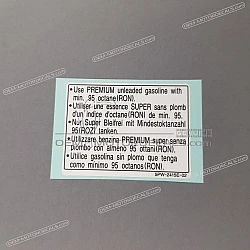 •Use PREMIUM unleaded gasoline with
min. 95 octane(RON).
•Utiliser une essence SUPER sans plomb
d'un indice d'octane(RON) de min. 95.
•Nur Super Bleifrei mit Mindestoktanzahl
95(ROZ) tanken.
•Utilizzare benzina PREMIUM super senza
plombo con almeno 95 ottani(RON).
•Utilice gasolina sin plomo que tenga
como minimo 95 octanos(RON).